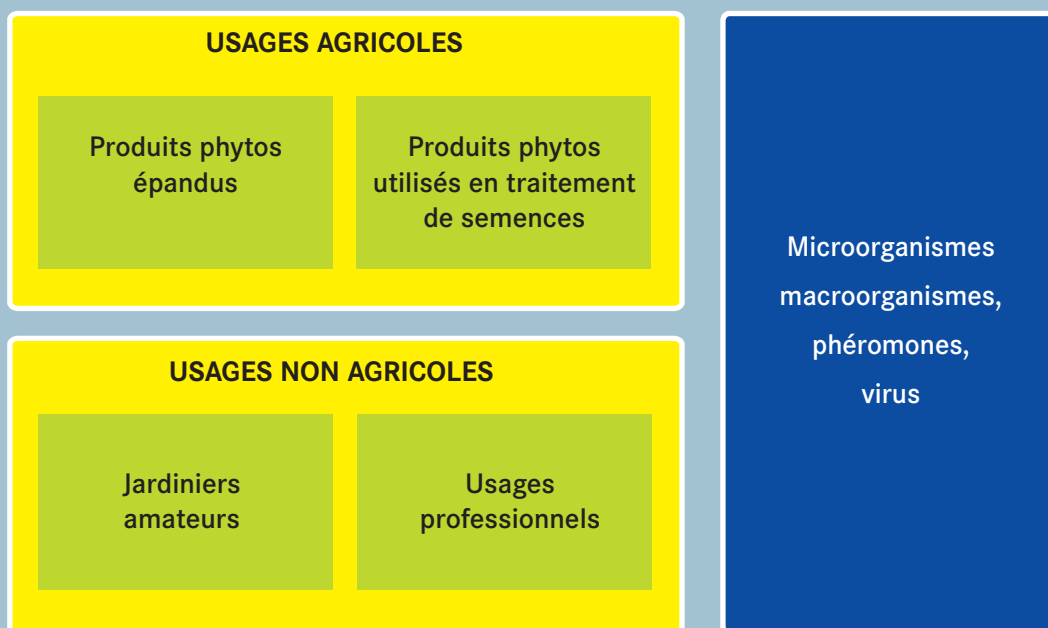 USAGES AGRICOLES
Produits phytos
épandus
Produits phytos
utilisés en traitement
de semences
USAGES NON AGRICOLES
Jardiniers
amateurs
Usages
professionnels
Microorganismes
macroorganismes,
phéromones,
virus